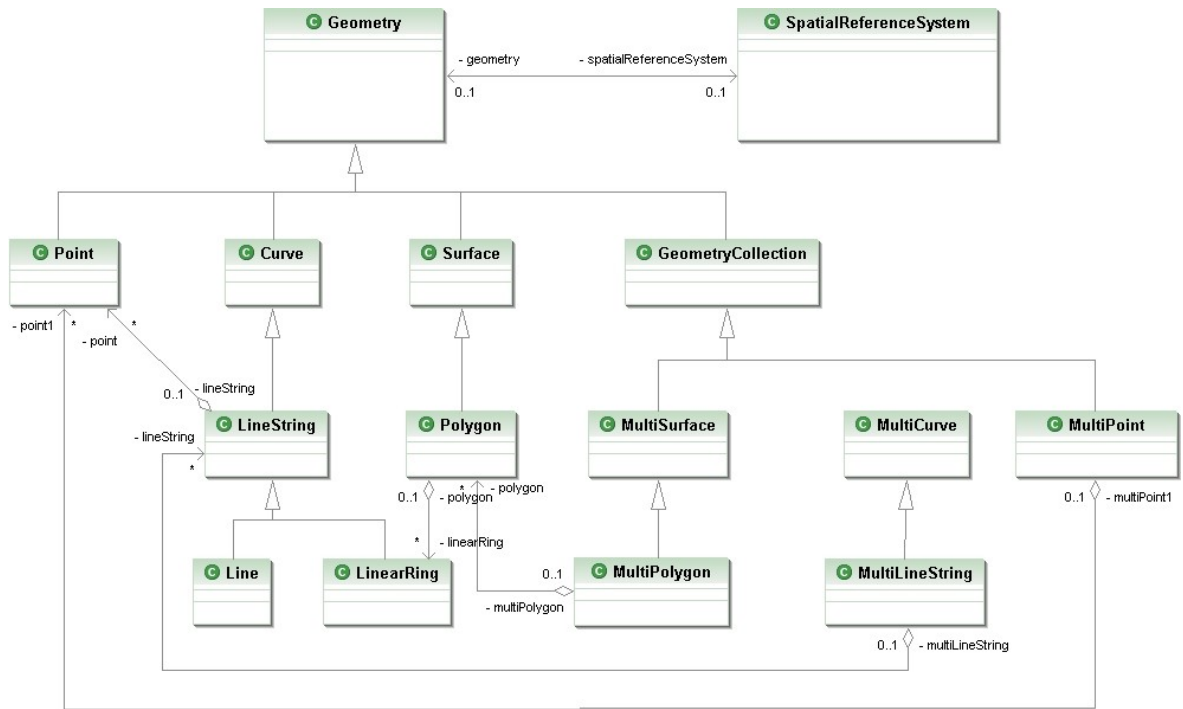 C Geometry
C SpatialReferenceSystem
- geometry
- spatialReferenceSystem
0..1
0..1
C Point
C Curve
C Surface
C GeometryCollection
- point1
*
*
- point
0..1
- lineString
C LineString
C Polygon
C MultiSurface
C MultiCurve
C MultiPoint
- lineString
*
0..1
- polygon
*
- polygon
0..1
- multiPoint1
*
- linearRing
C Line
C LinearRing
0..1
- multiPolygon
C MultiPolygon
C MultiLineString
0..1
- multiLineString